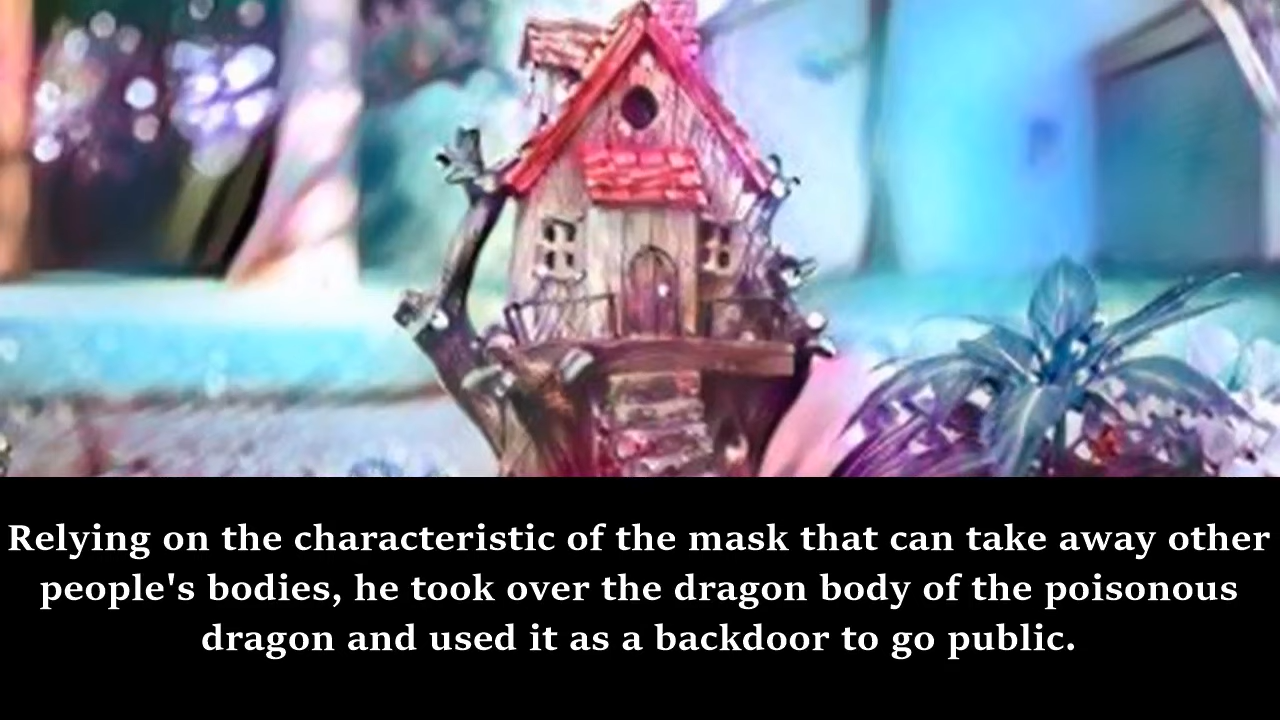 Relying on the characteristic of the mask that can take away other
people's bodies, he took over the dragon body of the poisonous
dragon and used it as a backdoor to go public.